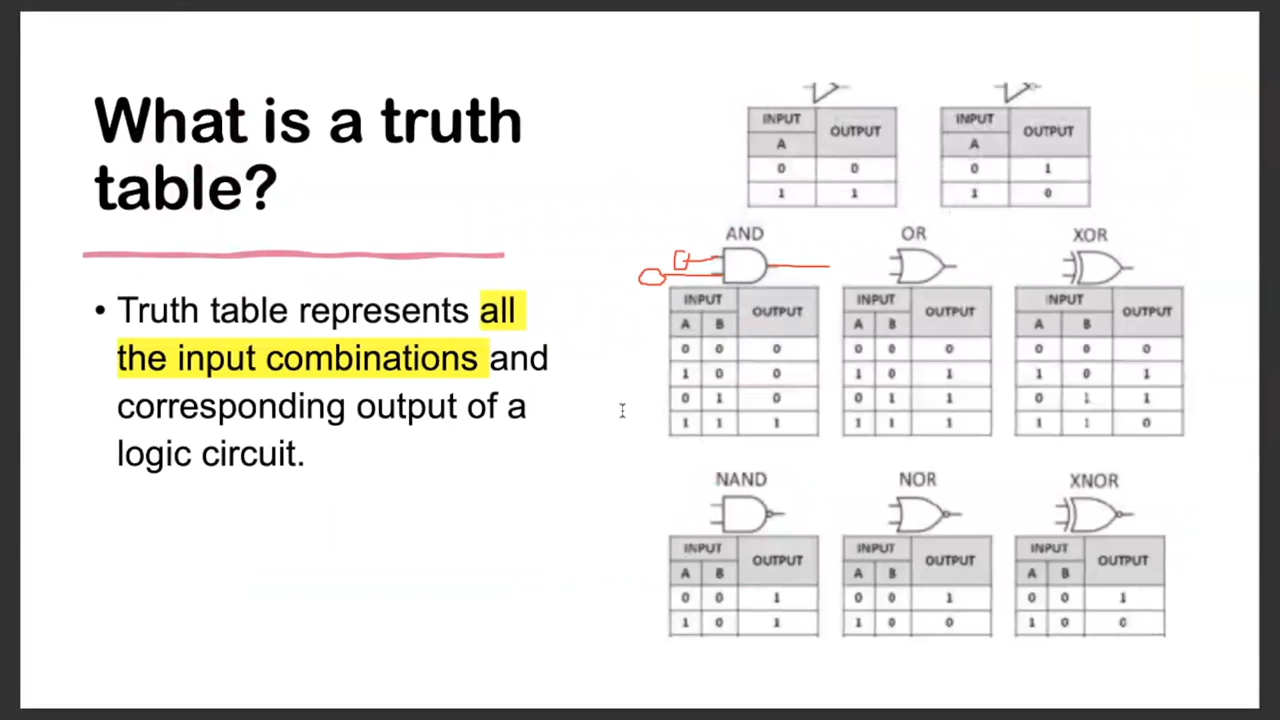 What is a truth
table?
• Truth table represents all
the input combinations and
corresponding output of a
logic circuit.
INPUT OUTPUT
A
0 0
1 1
INPUT OUTPUT
A
0 1
1 0
AND
INPUT OUTPUT
A B
0 0 0
1 0 0
0 1 0
1 1 1
OR
INPUT OUTPUT
A B
0 0 0
1 0 1
0 1 1
1 1 1
XOR
INPUT OUTPUT
A B
0 0 0
1 0 1
0 1 1
1 1 0
NAND
INPUT OUTPUT
A B
0 0 1
1 0 1
NOR
INPUT OUTPUT
A B
0 0 1
1 0 0
XNOR
INPUT OUTPUT
A B
0 0 1
1 0 0